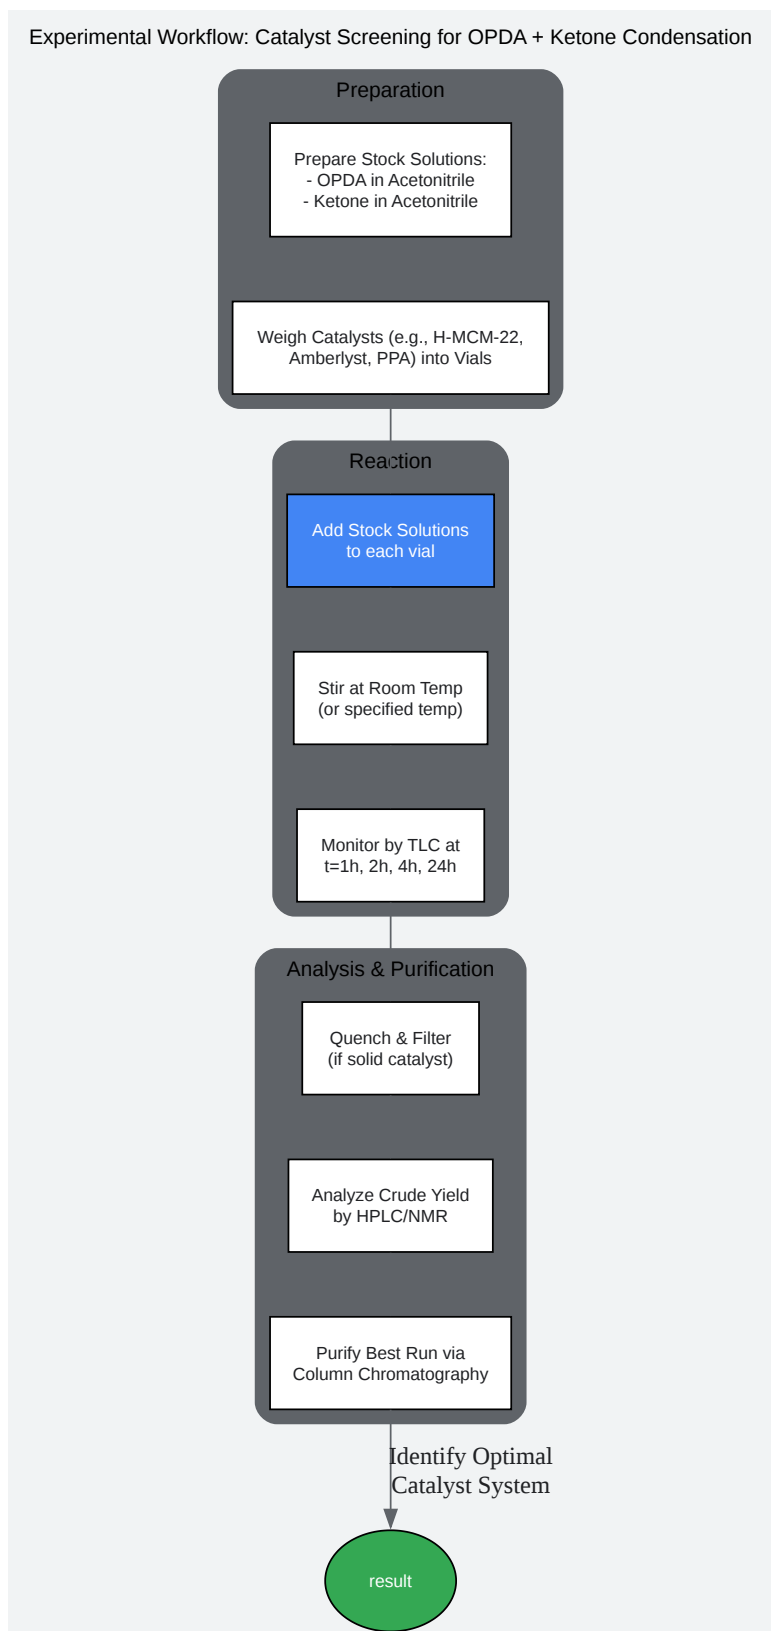 Experimental Workflow: Catalyst Screening for OPDA + Ketone Condensation
Preparation
Prepare Stock Solutions:
- OPDA in Acetonitrile
- Ketone in Acetonitrile
Weigh Catalysts (e.g., H-MCM-22,
Amberlyst, PPA) into Vials
Reaction
Add Stock Solutions
to each vial
Stir at Room Temp
(or specified temp)
Monitor by TLC at
t=1h, 2h, 4h, 24h
Analysis & Purification
Quench & Filter
(if solid catalyst)
Analyze Crude Yield
by HPLC/NMR
Purify Best Run via
Column Chromatography
Identify Optimal
Catalyst System
result